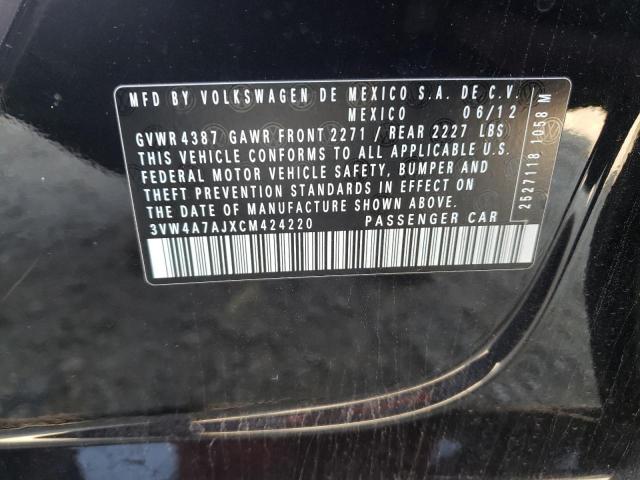 MFD BY VOLKSWAGEN DE MEXICO S.A. DE C.V.
MEXICO 06/12
GVWR 4387 GAWR FRONT 2271 / REAR 2227 LBS
THIS VEHICLE CONFORMS TO ALL APPLICABLE U.S.
FEDERAL MOTOR VEHICLE SAFETY, BUMPER AND
THEFT PREVENTION STANDARDS IN EFFECT ON
THE DATE OF MANUFACTURE SHOWN ABOVE.
3VW4A7AJXCM424220 PASSENGER CAR
2527118 1058 M